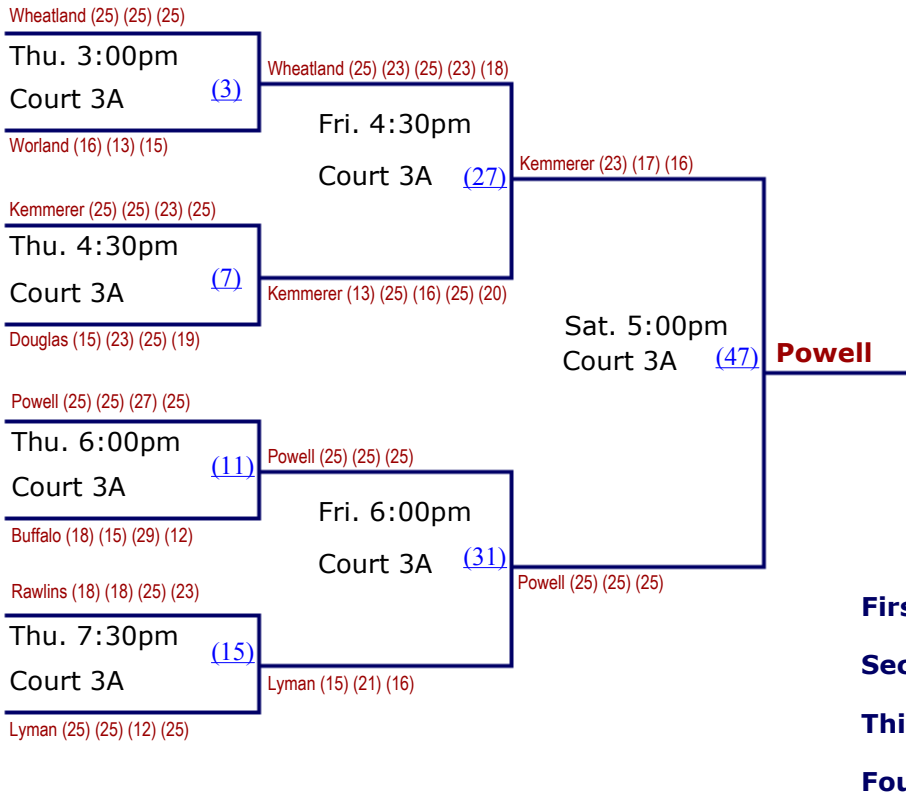 Wheatland (25) (25) (25)
Thu. 3:00pm
Court 3A
(3)
Worland (16) (13) (15)
Wheatland (25) (23) (25) (23) (18)
Fri. 4:30pm
Court 3A
(27)
Kemmerer (25) (25) (23) (25)
Thu. 4:30pm
Court 3A
(7)
Douglas (15) (23) (25) (19)
Kemmerer (13) (25) (16) (25) (20)
Kemmerer (23) (17) (16)
Sat. 5:00pm
Court 3A
(47)
Powell
Powell (25) (25) (27) (25)
Thu. 6:00pm
Court 3A
(11)
Buffalo (18) (15) (29) (12)
Powell (25) (25) (25)
Fri. 6:00pm
Court 3A
(31)
Powell (25) (25) (25)
Rawlins (18) (18) (25) (23)
Thu. 7:30pm
Court 3A
(15)
Lyman (25) (25) (12) (25)
Lyman (15) (21) (16)
Firs
Sec
Thi
Fou